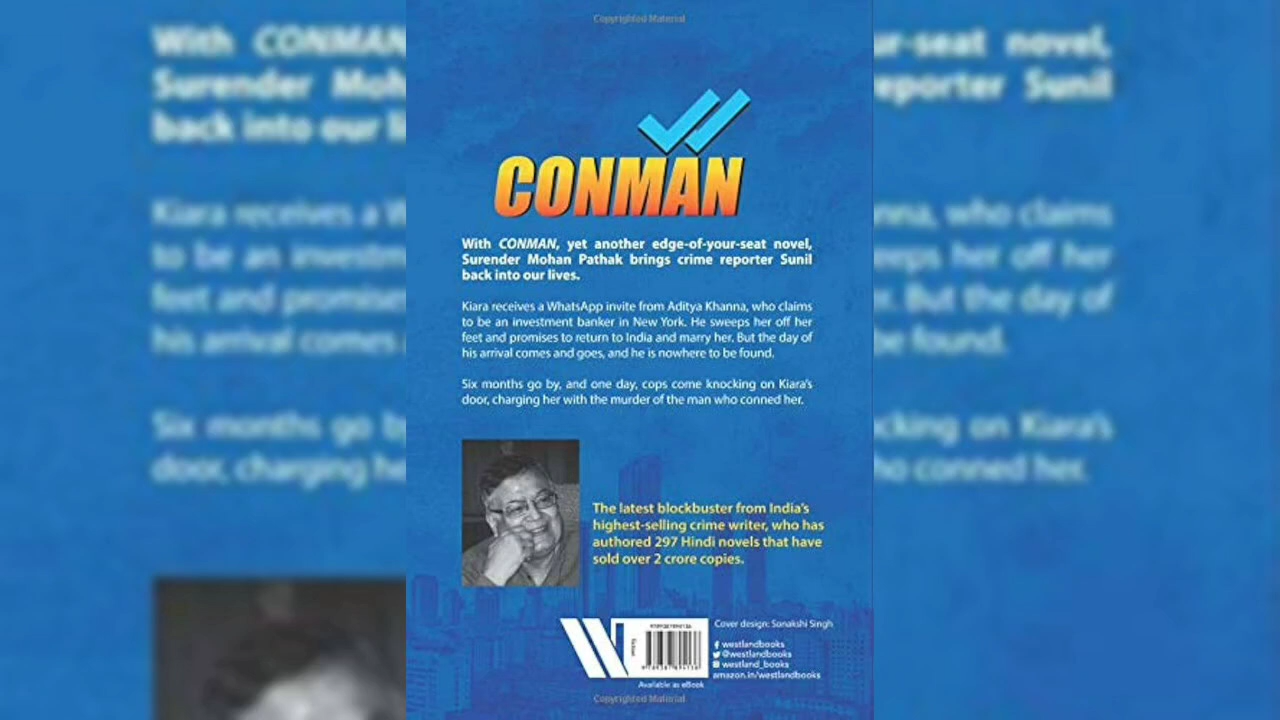 Copyrighted Material
CONMAN
With CONMAN, yet another edge-of-your-seat novel,
Surender Mohan Pathak brings crime reporter Sunil
back into our lives.
Kiara receives a WhatsApp invite from Aditya Khanna, who claims
to be an investment banker in New York. He sweeps her off her
feet and promises to return to India and marry her. But the day of
his arrival comes and goes, and he is nowhere to be found.
Six months go by, and one day, cops come knocking on Kiara's
door, charging her with the murder of the man who conned her.
The latest blockbuster from India's
highest-selling crime writer, who has
authored 297 Hindi novels that have
sold over 2 crore copies.
W
Cover design: Sanakshi Singh
westlandbooks
@westlandbooks
westland_books
amazon.in/westlandbooks
Available as eBook
Copyrighted Material